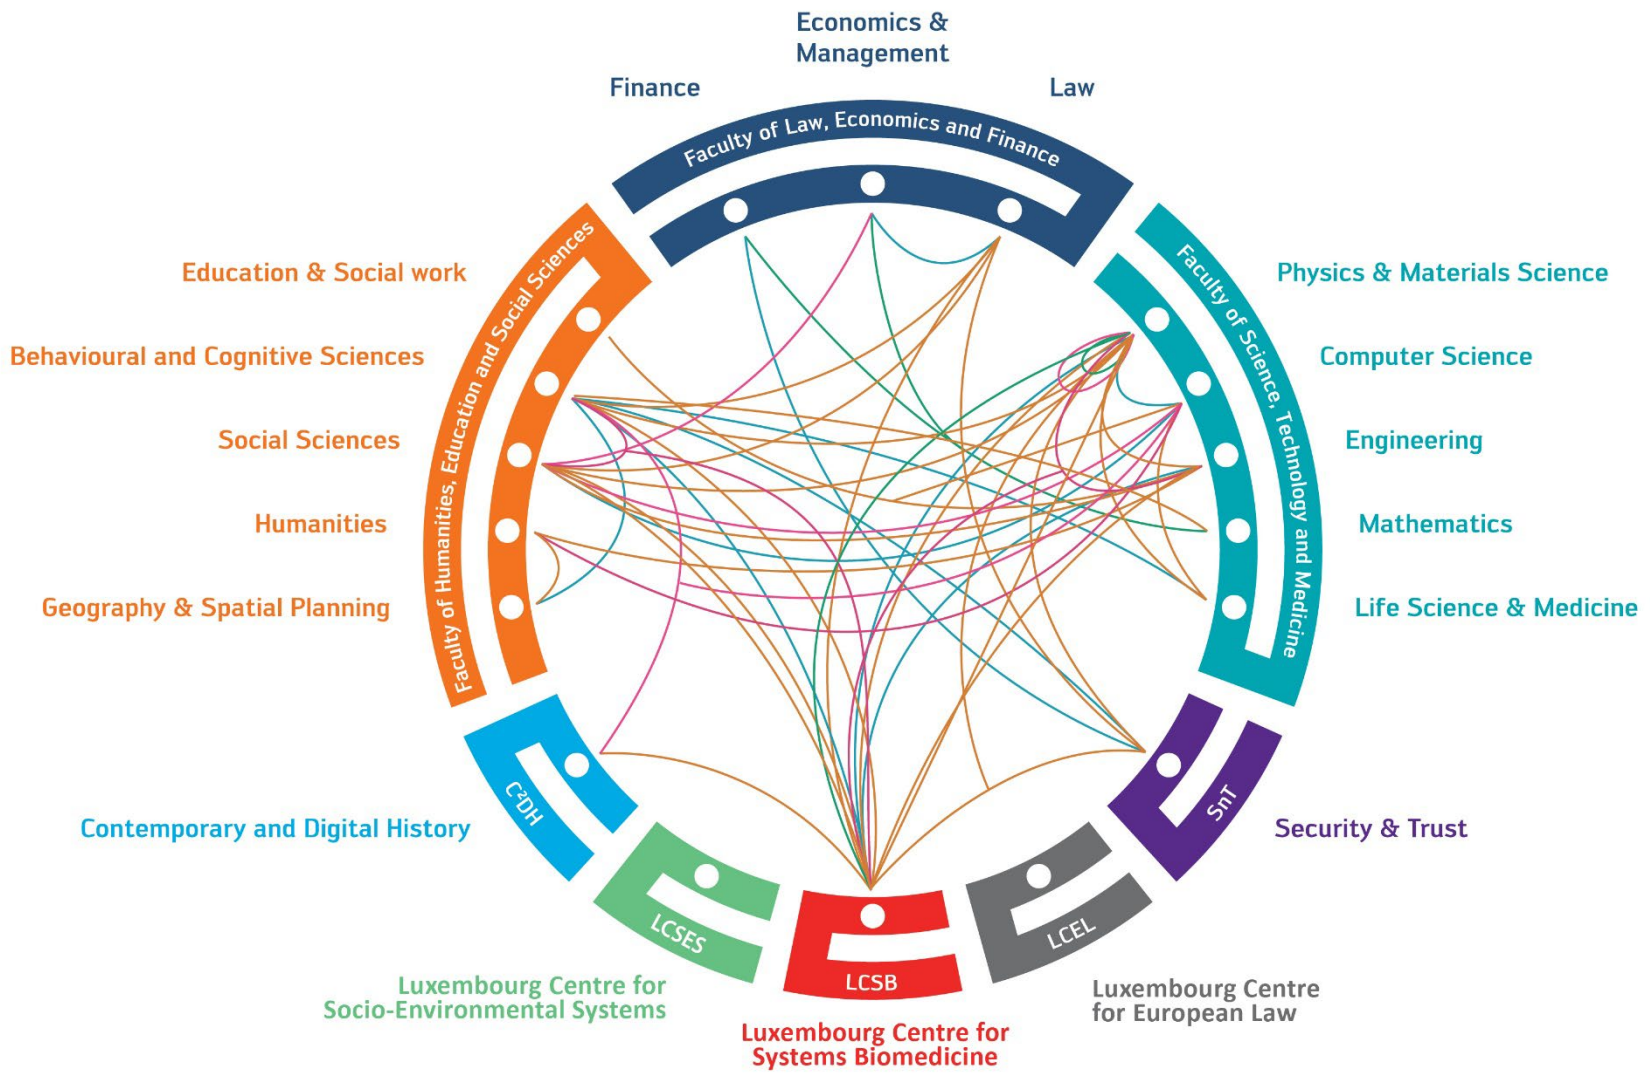 Economics &
Management
Finance
Law
Faculty of Law, Economics and Finance
Faculty of Humanities, Education and Social Sciences
Education & Social work
Behavioural and Cognitive Sciences
Social Sciences
Humanities
Geography & Spatial Planning
Faculty of Science, Technology and Medicine
Physics & Materials Science
Computer Science
Engineering
Mathematics
Life Science & Medicine
C²DH
Contemporary and Digital History
SnT
Security & Trust
LCSES
Luxembourg Centre for
Socio-Environmental Systems
LCSB
Luxembourg Centre for
Systems Biomedicine
LCEL
Luxembourg Centre
for European Law